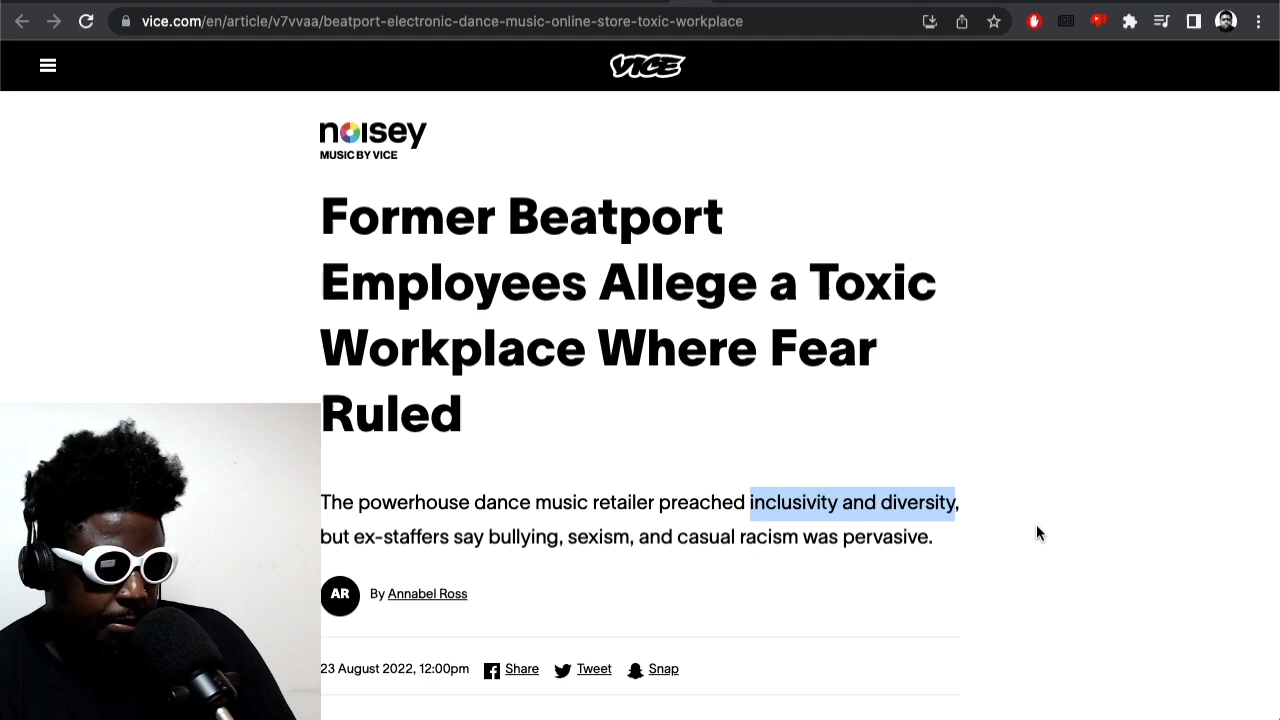 vice.com/en/article/v7vvaa/beatport-electronic-dance-music-online-store-toxic-workplace
VICE
noisey
MUSIC BY VICE
Former Beatport
Employees Allege a Toxic
Workplace Where Fear
Ruled
The powerhouse dance music retailer preached inclusivity and diversity,
but ex-staffers say bullying, sexism, and casual racism was pervasive.
AR By Annabel Ross
23 August 2022, 12:00pm Share Tweet Snap